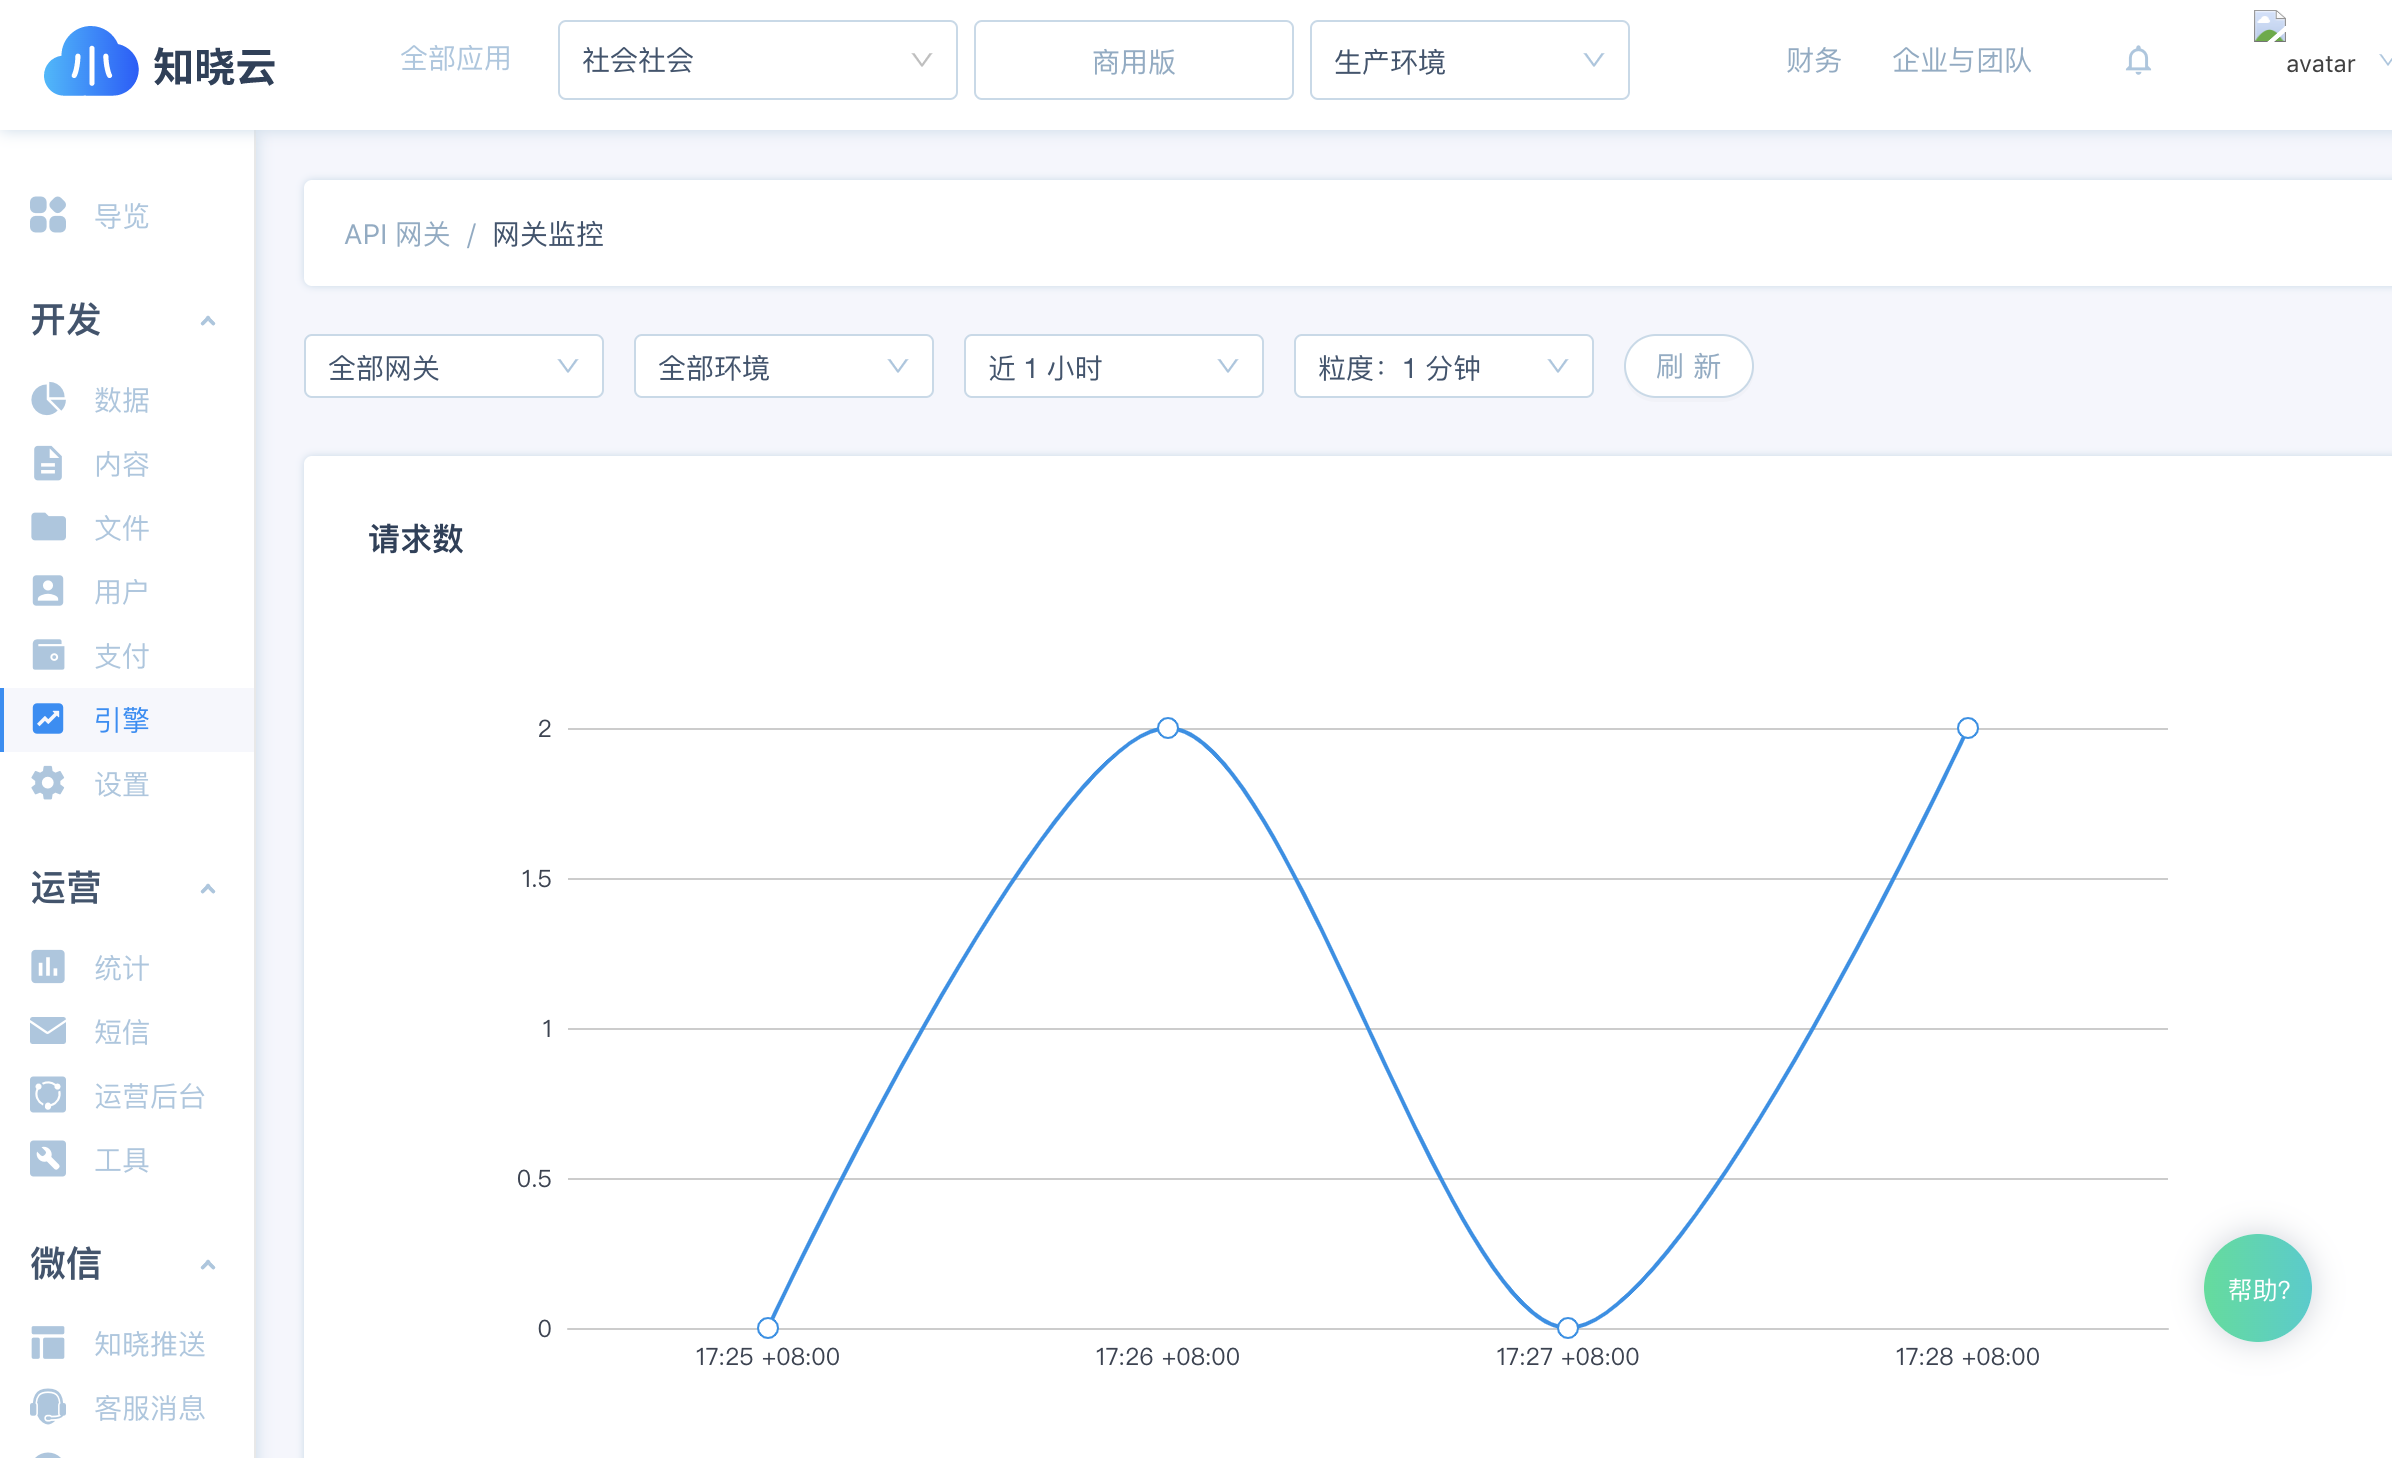 知晓云
全部应用
社会社会
商用版
生产环境
财务
企业与团队
avatar
导览
开发
数据
内容
文件
用户
支付
引擎
设置
运营
统计
短信
运营后台
工具
微信
知晓推送
客服消息
API 网关 / 网关监控
全部网关
全部环境
近 1 小时
粒度：1 分钟
刷 新
请求数
2
1.5
1
0.5
0
17:25 +08:00
17:26 +08:00
17:27 +08:00
17:28 +08:00
帮助?